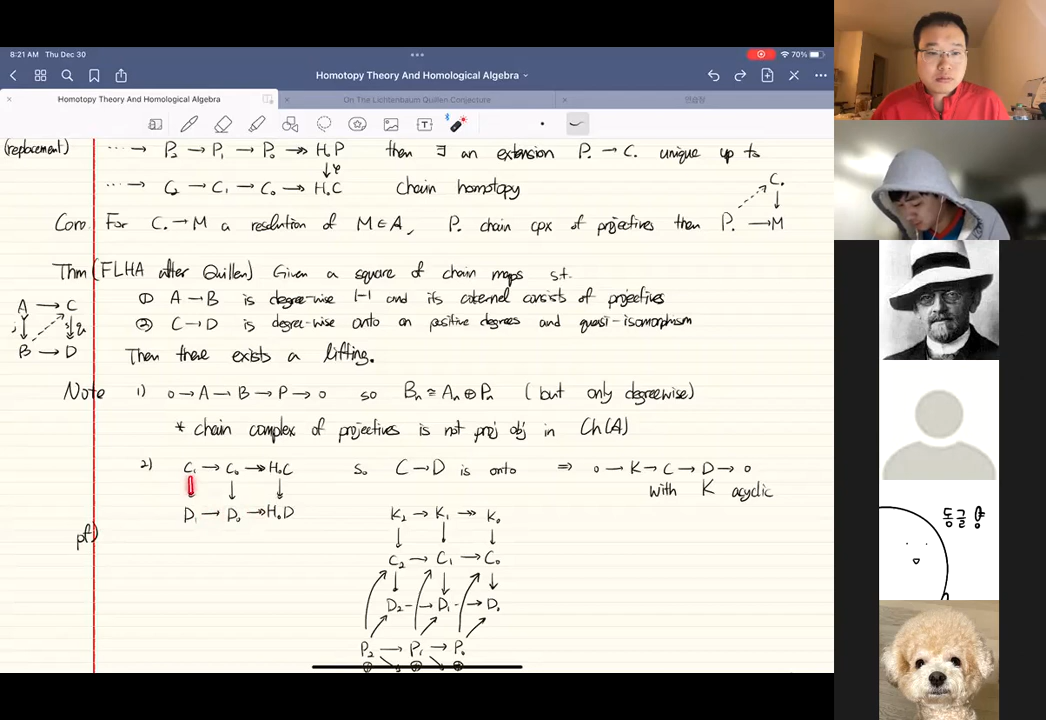 8:21 AM Thu Dec 30
70%
Homotopy Theory And Homological Algebra
Homotopy Theory And Homological Algebra
On The Lichtenbaum Quillen Conjecture
연습장
(replacement) ··· → P₂ → P₁ → P₀ ↠ H₀P then ∃ an extension P. → C. unique up to
↓φ
··· → C₂ → C₁ → C₀ ↠ H₀C chain homotopy
C.
Coro For C. → M a resolution of M ∈ A, P. chain cpx of projectives then P. → M
Thm (FLHA after Quillen) Given a square of chain maps s.t.
A → C
① A → B is degree-wise 1-1 and its cokernel consists of projectives
② C → D is degree-wise onto on positive degrees and quasi-isomorphism
B → D
Then there exists a lifting.
Note 1) 0 → A → B → P → 0 so Bₙ ≅ Aₙ ⊕ Pₙ (but only degreewise)
* chain complex of projectives is not proj obj in Ch(A)
2) C₁ → C₀ ↠ H₀C so C → D is onto ⇒ 0 → K → C → D → 0
with K acyclic
D₁ → D₀ → H₀D
K₂ → K₁ ↠ K₀
pf)
C₂ → C₁ → C₀
D₂ → D₁ → D₀
P₂ → P₁ → P₀
⊕ ⊕ ⊕
동글양